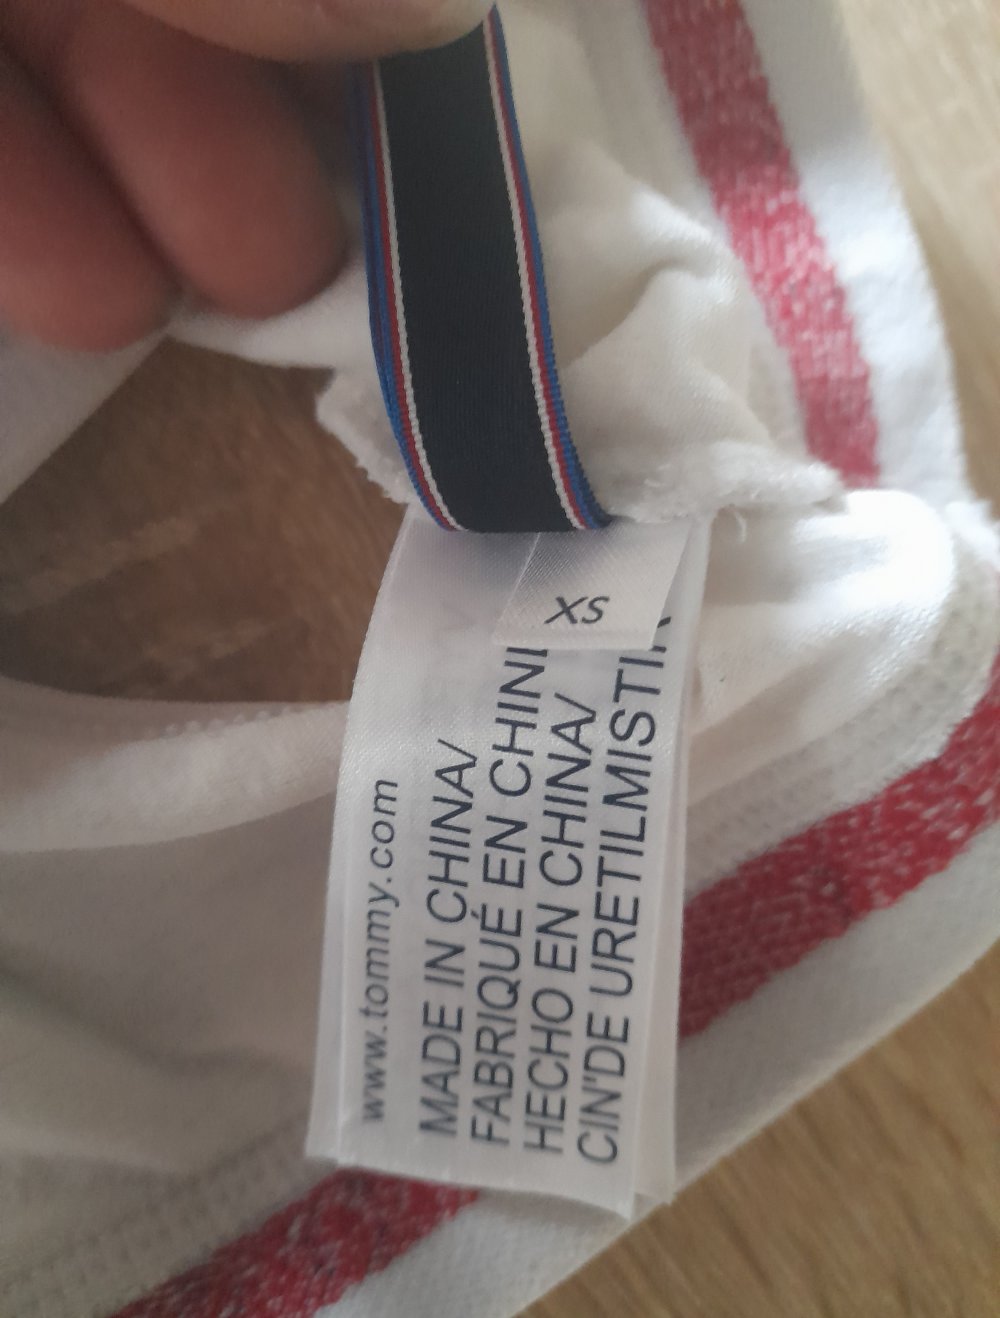 XS
www.tommy.com
MADE IN CHINA/
FABRIQUÉ EN CHINE
HECHO EN CHINA/
CIN'DE URETILMISTIR